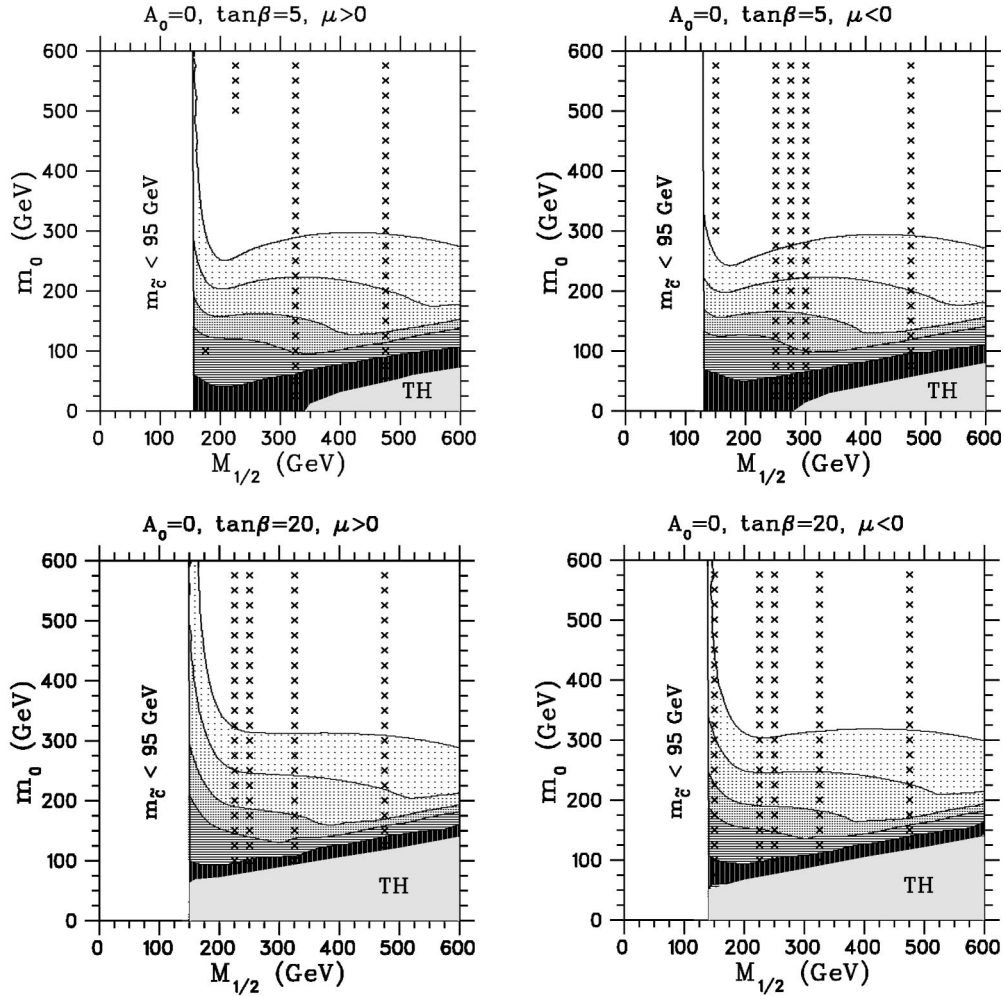 A₀=0, tanβ=5, μ>0
600
500
400
300
200
100
0
m₀ (GeV)
m_C̃ < 95 GeV
TH
0 100 200 300 400 500 600
M₁/₂ (GeV)
A₀=0, tanβ=5, μ<0
600
500
400
300
200
100
0
m₀ (GeV)
m_C̃ < 95 GeV
TH
0 100 200 300 400 500 600
M₁/₂ (GeV)
A₀=0, tanβ=20, μ>0
600
500
400
300
200
100
0
m₀ (GeV)
m_C̃ < 95 GeV
TH
0 100 200 300 400 500 600
M₁/₂ (GeV)
A₀=0, tanβ=20, μ<0
600
500
400
300
200
100
0
m₀ (GeV)
m_C̃ < 95 GeV
TH
0 100 200 300 400 500 600
M₁/₂ (GeV)